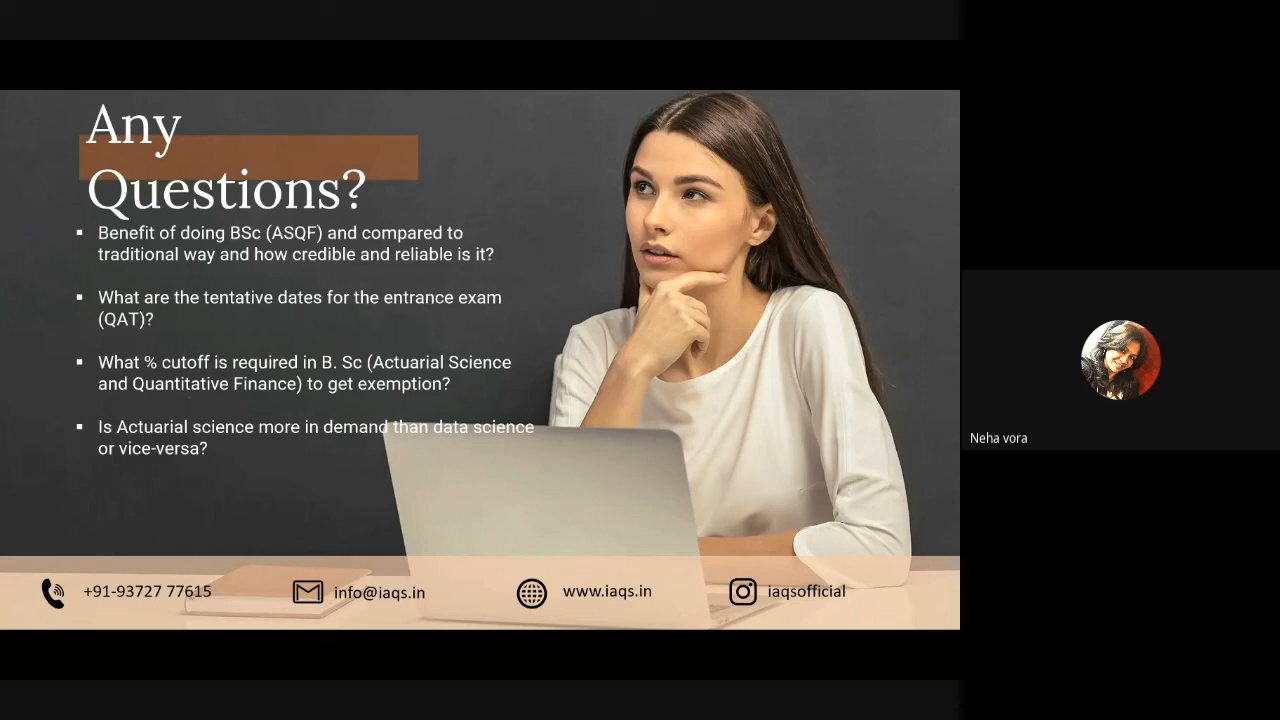 Any
Questions?
▪ Benefit of doing BSc (ASQF) and compared to
traditional way and how credible and reliable is it?
▪ What are the tentative dates for the entrance exam
(QAT)?
▪ What % cutoff is required in B. Sc (Actuarial Science
and Quantitative Finance) to get exemption?
▪ Is Actuarial science more in demand than data science
or vice-versa?
+91-93727 77615
info@iaqs.in
www.iaqs.in
iaqsofficial
Neha vora